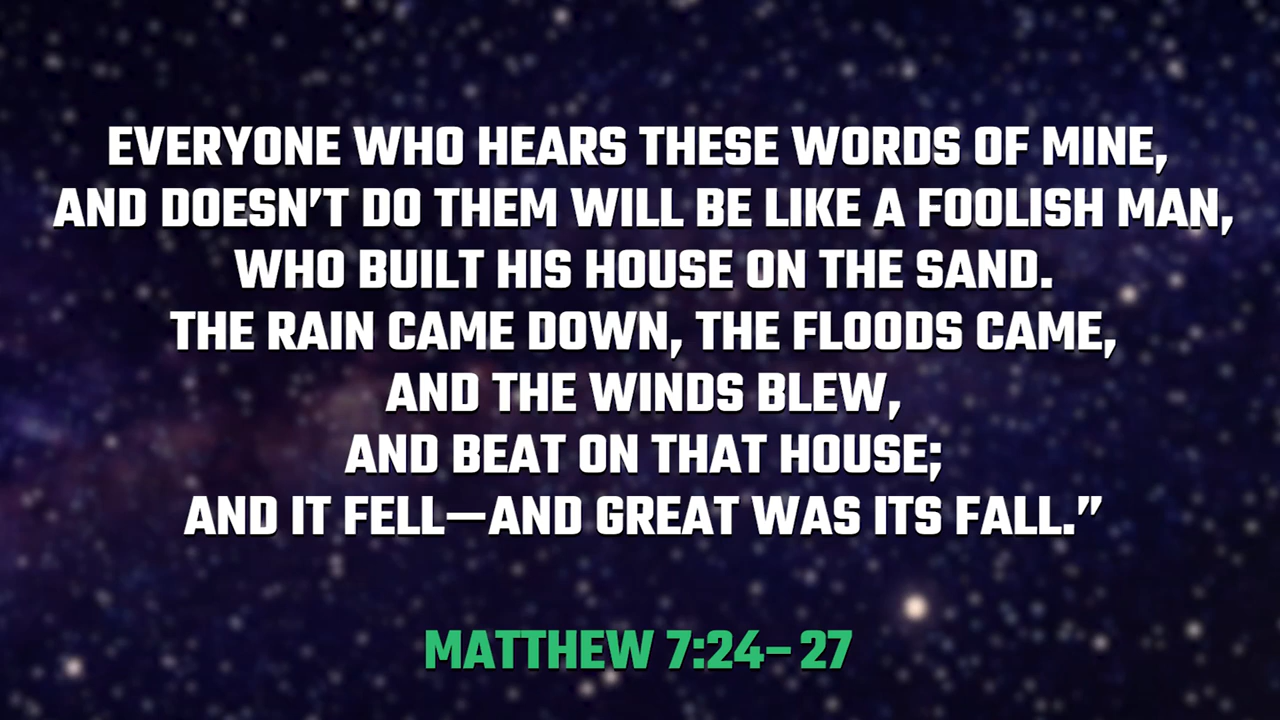 EVERYONE WHO HEARS THESE WORDS OF MINE,
AND DOESN’T DO THEM WILL BE LIKE A FOOLISH MAN,
WHO BUILT HIS HOUSE ON THE SAND.
THE RAIN CAME DOWN, THE FLOODS CAME,
AND THE WINDS BLEW,
AND BEAT ON THAT HOUSE;
AND IT FELL—AND GREAT WAS ITS FALL.”
MATTHEW 7:24– 27